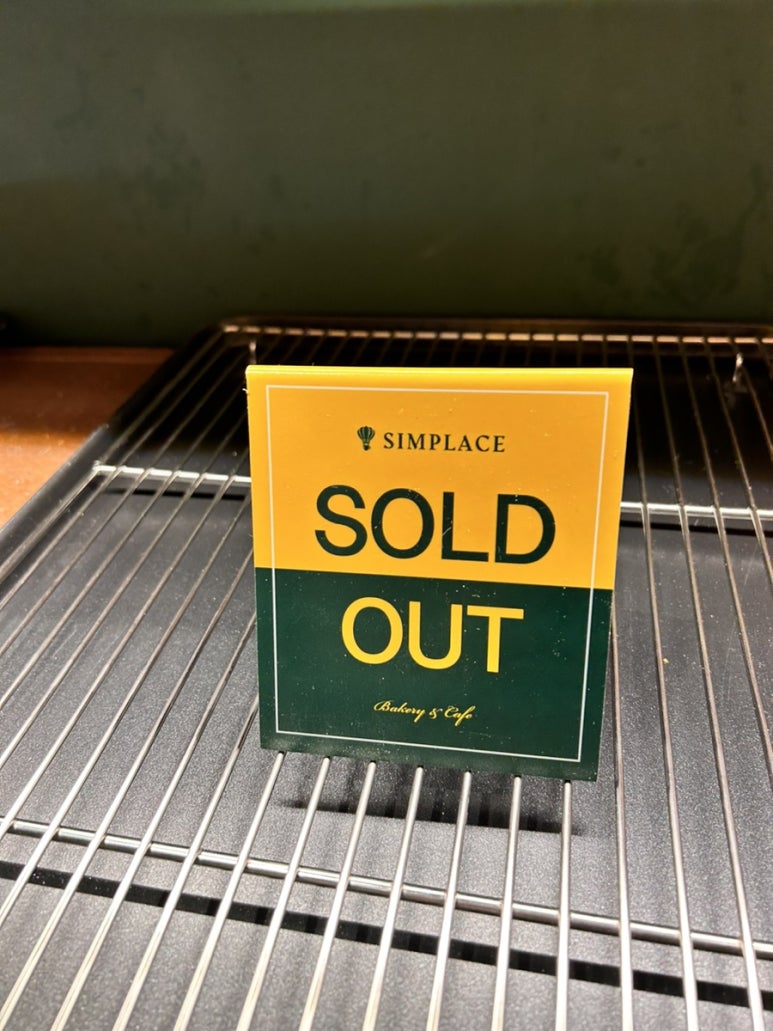 SIMPLACE
SOLD
OUT
Bakery & Cafe